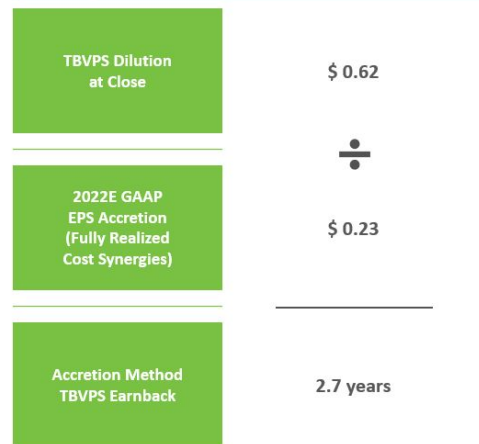 TBVPS Dilution
at Close
$ 0.62
÷
2022E GAAP
EPS Accretion
(Fully Realized
Cost Synergies)
$ 0.23
Accretion Method
TBVPS Earnback
2.7 years